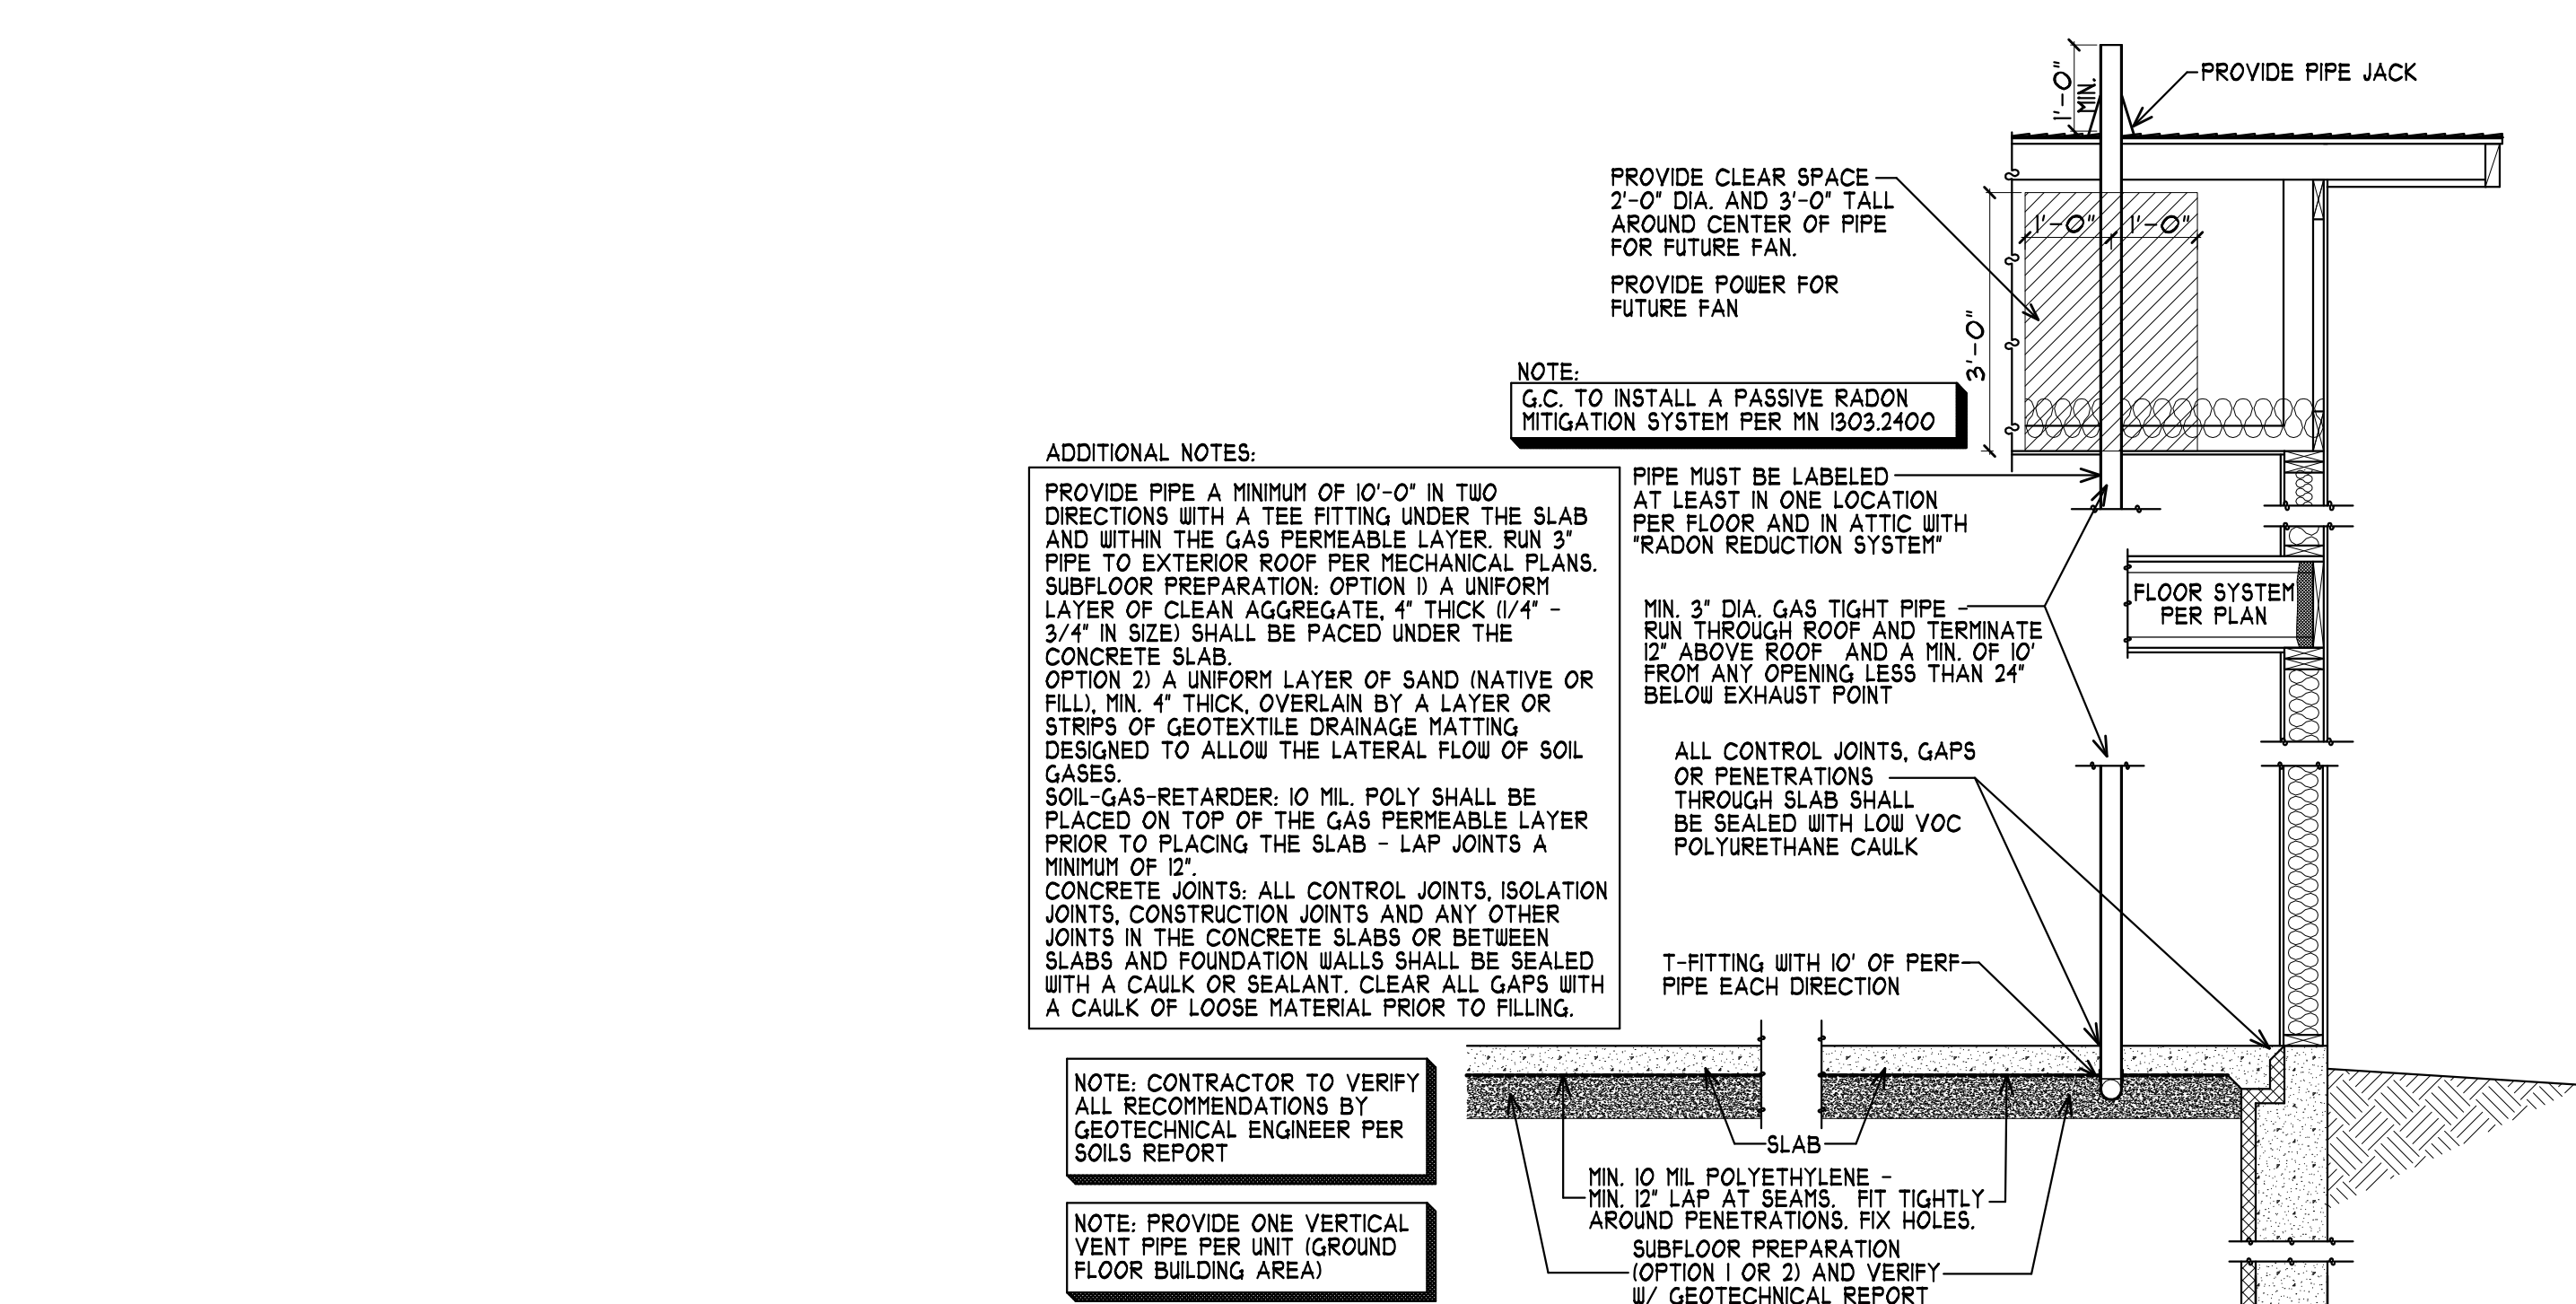 1'-0"
MIN.
PROVIDE PIPE JACK
PROVIDE CLEAR SPACE
2'-0" DIA. AND 3'-0" TALL
AROUND CENTER OF PIPE
FOR FUTURE FAN.
PROVIDE POWER FOR
FUTURE FAN
1'-0"
1'-0"
3'-0"
NOTE:
G.C. TO INSTALL A PASSIVE RADON
MITIGATION SYSTEM PER MN 1303.2400
ADDITIONAL NOTES:
PROVIDE PIPE A MINIMUM OF 10'-0" IN TWO
DIRECTIONS WITH A TEE FITTING UNDER THE SLAB
AND WITHIN THE GAS PERMEABLE LAYER. RUN 3"
PIPE TO EXTERIOR ROOF PER MECHANICAL PLANS.
SUBFLOOR PREPARATION: OPTION 1) A UNIFORM
LAYER OF CLEAN AGGREGATE, 4" THICK (1/4" -
3/4" IN SIZE) SHALL BE PACED UNDER THE
CONCRETE SLAB.
OPTION 2) A UNIFORM LAYER OF SAND (NATIVE OR
FILL), MIN. 4" THICK, OVERLAIN BY A LAYER OR
STRIPS OF GEOTEXTILE DRAINAGE MATTING
DESIGNED TO ALLOW THE LATERAL FLOW OF SOIL
GASES.
SOIL-GAS-RETARDER: 10 MIL. POLY SHALL BE
PLACED ON TOP OF THE GAS PERMEABLE LAYER
PRIOR TO PLACING THE SLAB - LAP JOINTS A
MINIMUM OF 12".
CONCRETE JOINTS: ALL CONTROL JOINTS, ISOLATION
JOINTS, CONSTRUCTION JOINTS AND ANY OTHER
JOINTS IN THE CONCRETE SLABS OR BETWEEN
SLABS AND FOUNDATION WALLS SHALL BE SEALED
WITH A CAULK OR SEALANT. CLEAR ALL GAPS WITH
A CAULK OF LOOSE MATERIAL PRIOR TO FILLING.
PIPE MUST BE LABELED
AT LEAST IN ONE LOCATION
PER FLOOR AND IN ATTIC WITH
"RADON REDUCTION SYSTEM"
FLOOR SYSTEM
PER PLAN
MIN. 3" DIA. GAS TIGHT PIPE -
RUN THROUGH ROOF AND TERMINATE
12" ABOVE ROOF AND A MIN. OF 10'
FROM ANY OPENING LESS THAN 24"
BELOW EXHAUST POINT
ALL CONTROL JOINTS, GAPS
OR PENETRATIONS
THROUGH SLAB SHALL
BE SEALED WITH LOW VOC
POLYURETHANE CAULK
T-FITTING WITH 10' OF PERF
PIPE EACH DIRECTION
NOTE: CONTRACTOR TO VERIFY
ALL RECOMMENDATIONS BY
GEOTECHNICAL ENGINEER PER
SOILS REPORT
SLAB
MIN. 10 MIL POLYETHYLENE -
MIN. 12" LAP AT SEAMS. FIT TIGHTLY
AROUND PENETRATIONS. FIX HOLES.
NOTE: PROVIDE ONE VERTICAL
VENT PIPE PER UNIT (GROUND
FLOOR BUILDING AREA)
SUBFLOOR PREPARATION
(OPTION 1 OR 2) AND VERIFY
W/ GEOTECHNICAL REPORT